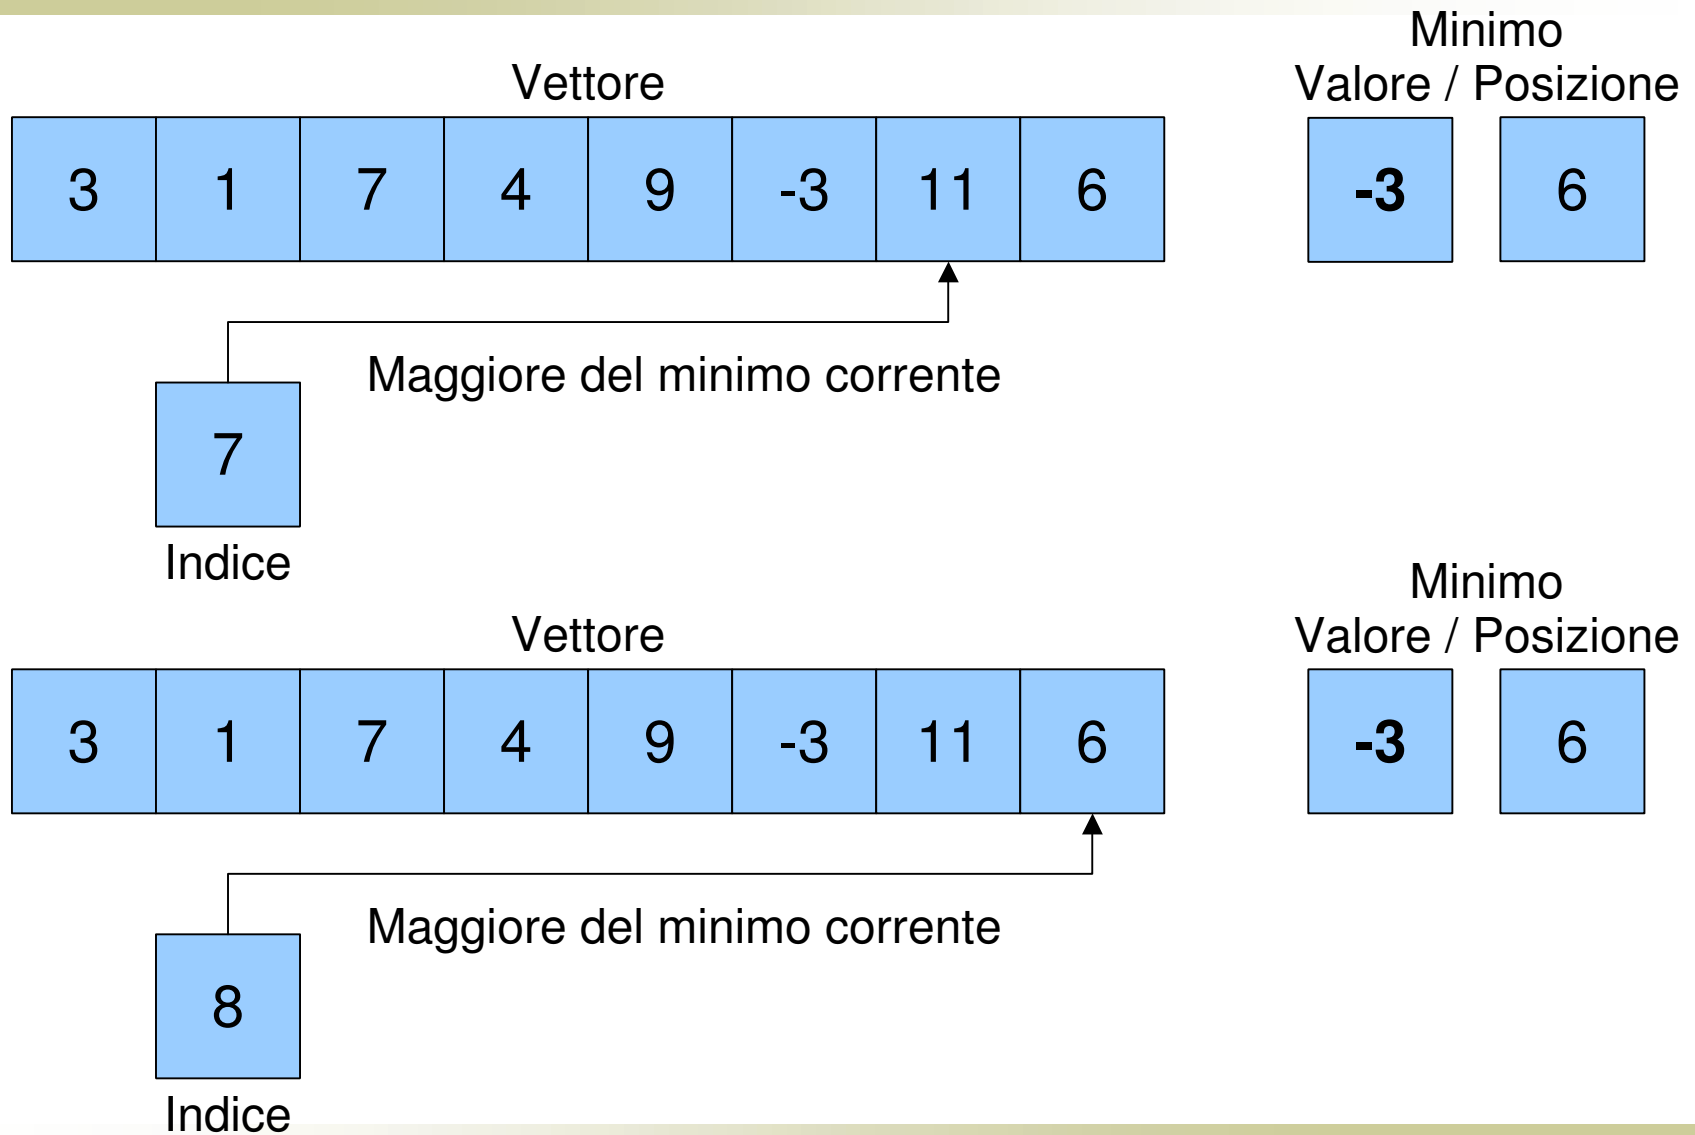 Minimo
Vettore Valore / Posizione
3 1 7 4 9 -3 11 6 -3 6
Maggiore del minimo corrente
7
Indice
Minimo
Vettore Valore / Posizione
3 1 7 4 9 -3 11 6 -3 6
Maggiore del minimo corrente
8
Indice